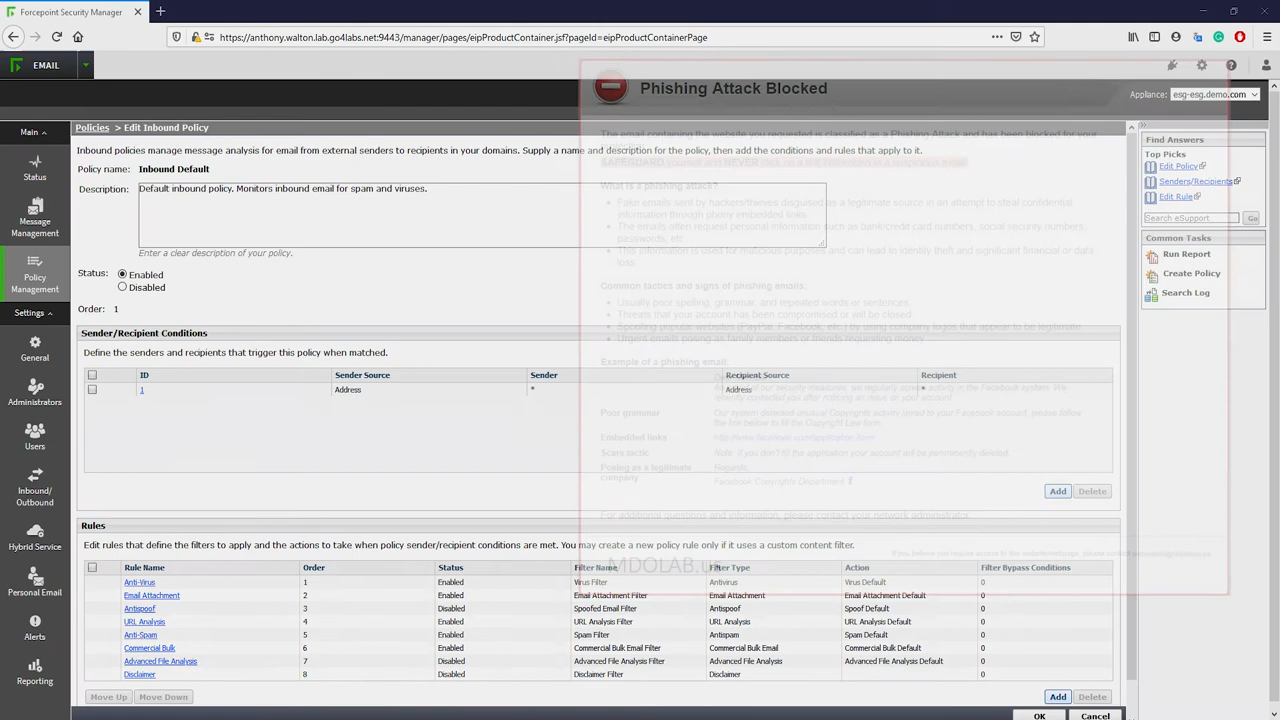 Forcepoint Security Manager
https://anthony.walton.lab.go4labs.net:9443/manager/pages/eipProductContainer.jsf?pageId=eipProductContainerPage
EMAIL
Appliance: esg-esg.demo.com
Main
Status
Message
Management
Policy
Management
Settings
General
Administrators
Users
Inbound/
Outbound
Hybrid Service
Personal Email
Alerts
Reporting
Policies > Edit Inbound Policy
Inbound policies manage message analysis for email from external senders to recipients in your domains. Supply a name and description for the policy, then add the conditions and rules that apply to it.
Policy name: Inbound Default
Description: Default inbound policy. Monitors inbound email for spam and viruses.
Enter a clear description of your policy.
Status: Enabled
Disabled
Order: 1
Sender/Recipient Conditions
Define the senders and recipients that trigger this policy when matched.
ID Sender Source Sender Recipient Source Recipient
1 Address * Address *
Add Delete
Rules
Edit rules that define the filters to apply and the actions to take when policy sender/recipient conditions are met. You may create a new policy rule only if it uses a custom content filter.
Rule Name Order Status Filter Name Filter Type Action Filter Bypass Conditions
Anti-Virus 1 Enabled Virus Filter Antivirus Virus Default 0
Email Attachment 2 Enabled Email Attachment Filter Email Attachment Email Attachment Default 0
Antispoof 3 Disabled Spoofed Email Filter Antispoof Spoof Default 0
URL Analysis 4 Enabled URL Analysis Filter URL Analysis URL Analysis Default 0
Anti-Spam 5 Enabled Spam Filter Antispam Spam Default 0
Commercial Bulk 6 Enabled Commercial Bulk Email Filter Commercial Bulk Email Commercial Bulk Default 0
Advanced File Analysis 7 Disabled Advanced File Analysis Filter Advanced File Analysis Advanced File Analysis Default 0
Disclaimer 8 Disabled Disclaimer Filter Disclaimer 0
Move Up Move Down Add Delete
OK Cancel
Find Answers
Top Picks
Edit Policy
Senders/Recipients
Edit Rule
Search eSupport Go
Common Tasks
Run Report
Create Policy
Search Log
Phishing Attack Blocked
The email containing the website you requested is classified as a Phishing Attack and has been blocked for your
What is a phishing attack?
Fake emails sent by hackers/thieves disguised as a legitimate source in an attempt to steal confidential
information through phony embedded links.
The emails often request personal information, such as bank/credit card numbers, social security numbers,
passwords, etc
This information is used for malicious purposes and can lead to identify theft and significant financial or data
loss.
Common tactics and signs of phishing emails:
Usually poor spelling, grammar, and repeated words or sentences.
Threats that your account has been compromised or will be closed.
Spoofing popular websites (PayPal, Facebook, etc.) by using company logos that appear to be legitimate
Urgent emails posing as family members or friends requesting money
Example of a phishing email:
Poor grammar
Embedded links
Scare tactic
Posing as a legitimate
company
Regards,
Facebook Copyrights Department
For additional questions and information, please contact your network administrator.